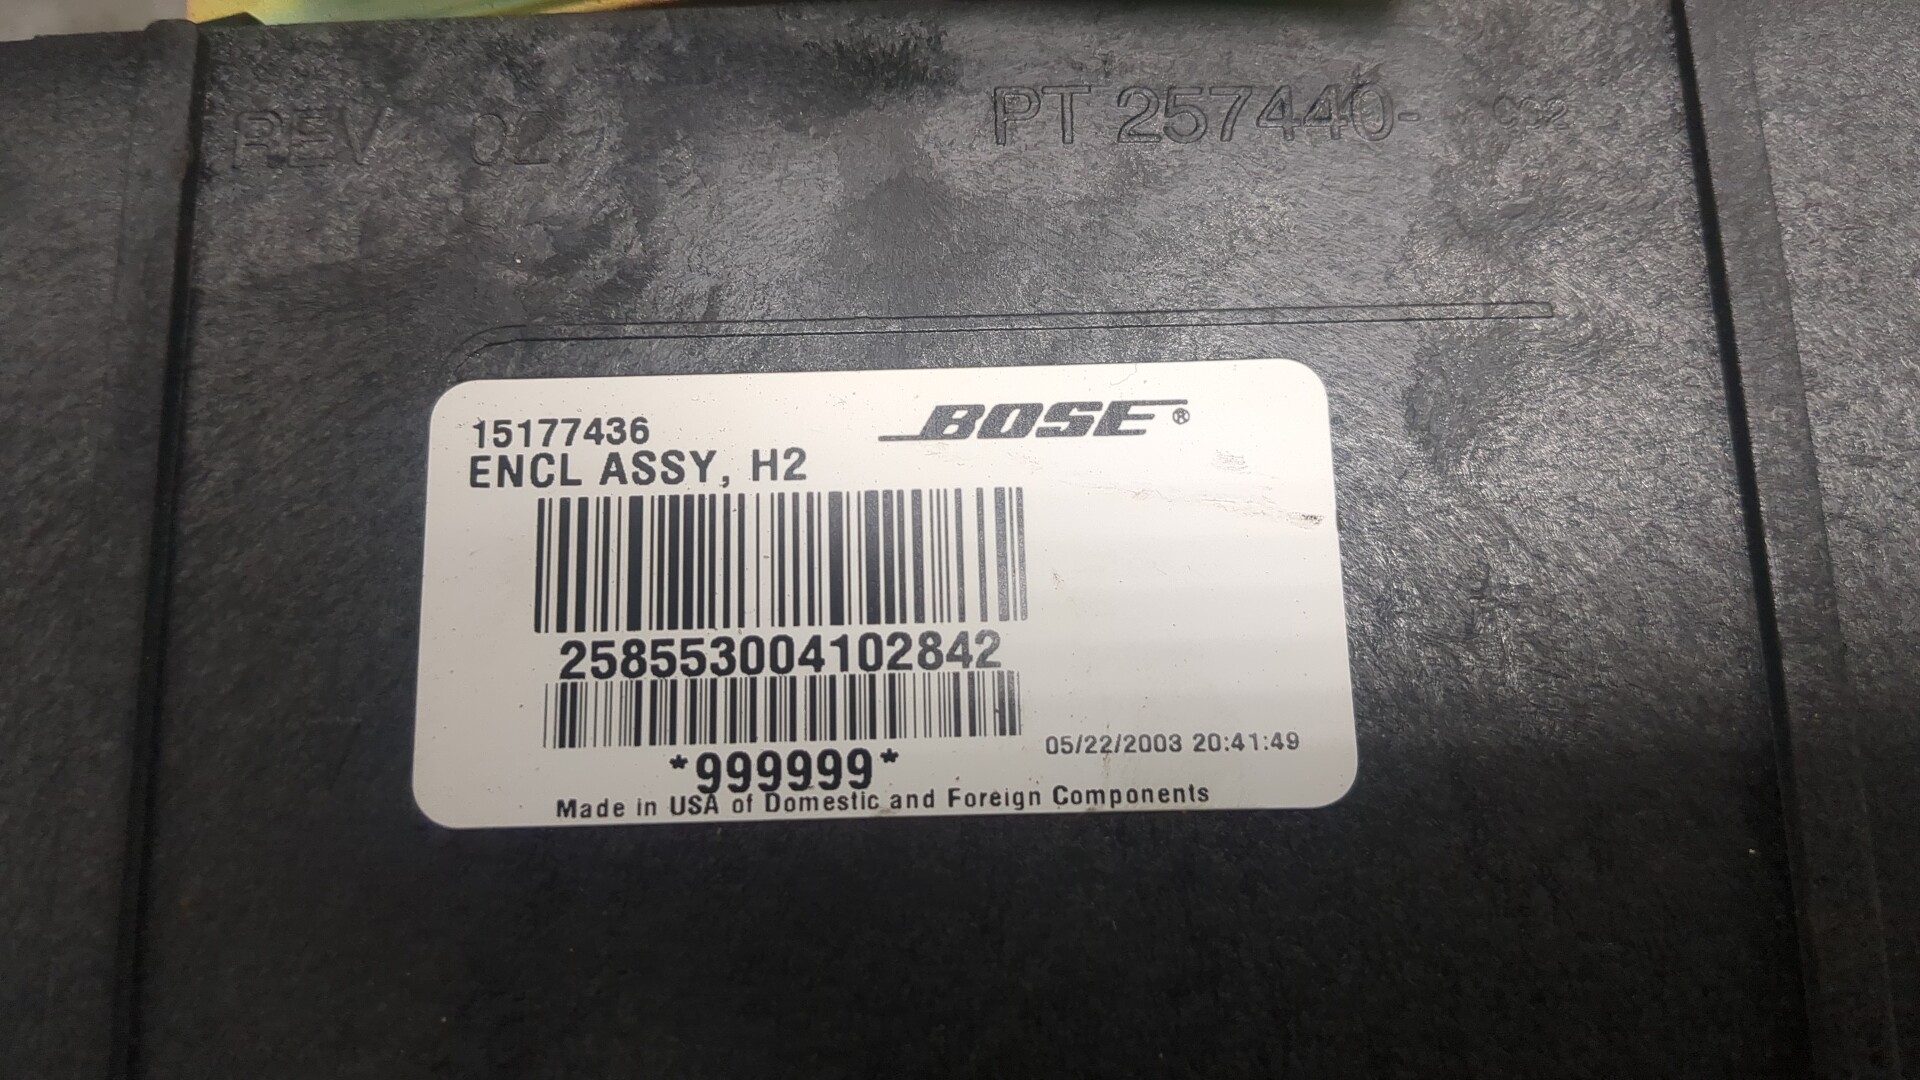 REV 02
PT 257440- 002
15177436
BOSE®
ENCL ASSY, H2
258553004102842
*999999*
05/22/2003 20:41:49
Made in USA of Domestic and Foreign Components